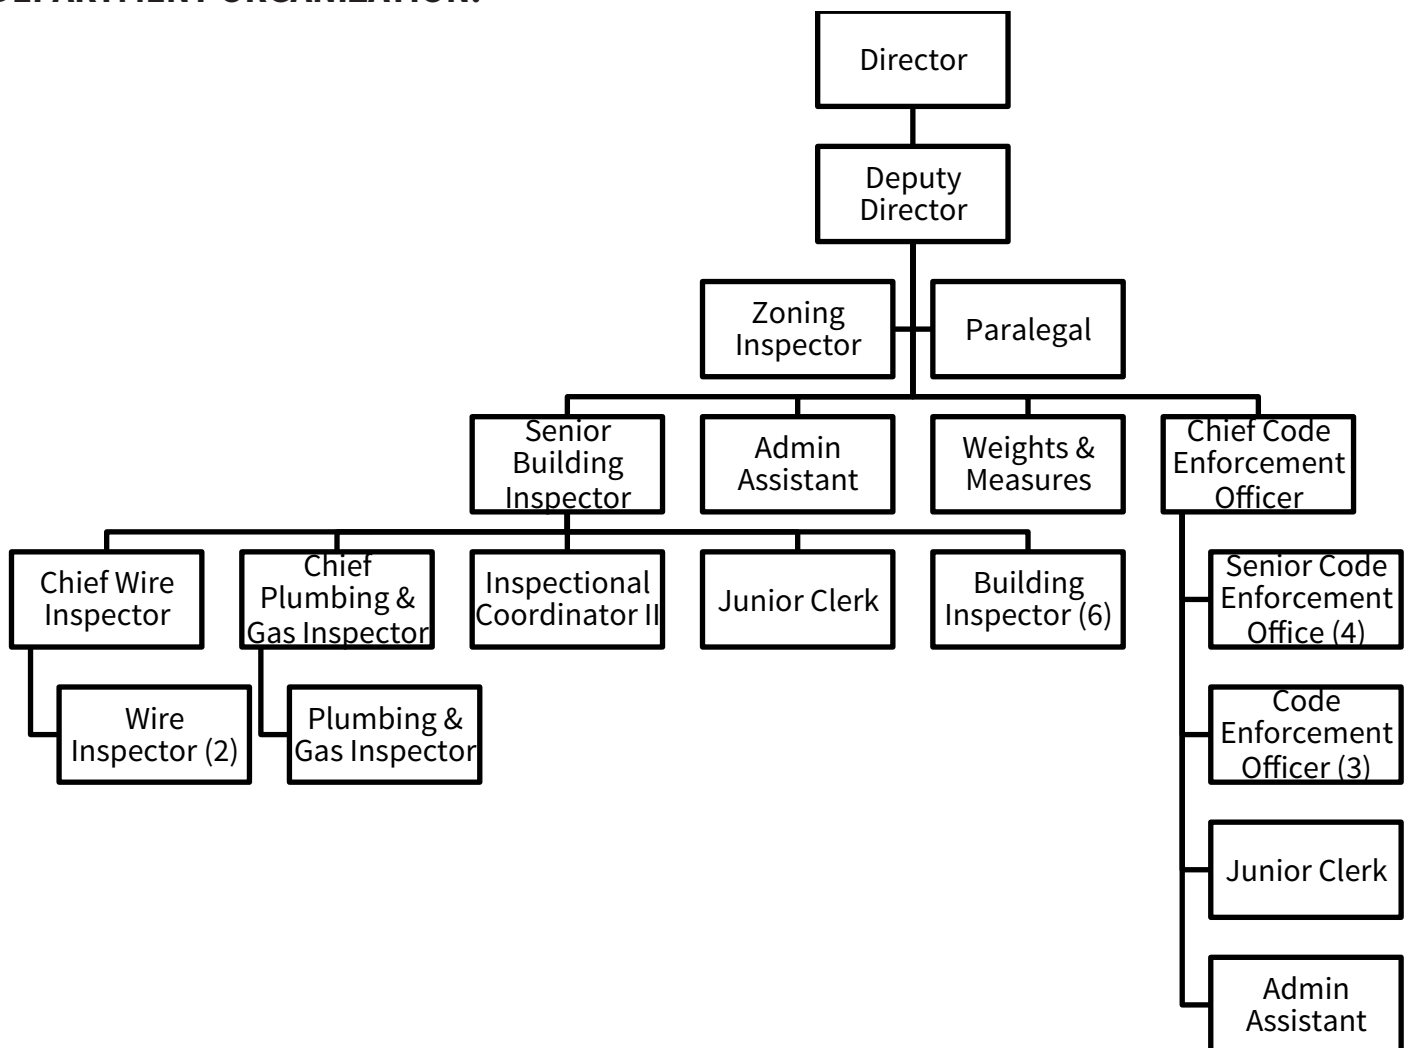 DEPARTMENT ORGANIZATION:
Director
Deputy
Director
Zoning
Inspector
Paralegal
Senior
Building
Inspector
Admin
Assistant
Weights &
Measures
Chief Code
Enforcement
Officer
Chief Wire
Inspector
Chief
Plumbing &
Gas Inspector
Inspectional
Coordinator II
Junior Clerk
Building
Inspector (6)
Senior Code
Enforcement
Office (4)
Wire
Inspector (2)
Plumbing &
Gas Inspector
Code
Enforcement
Officer (3)
Junior Clerk
Admin
Assistant